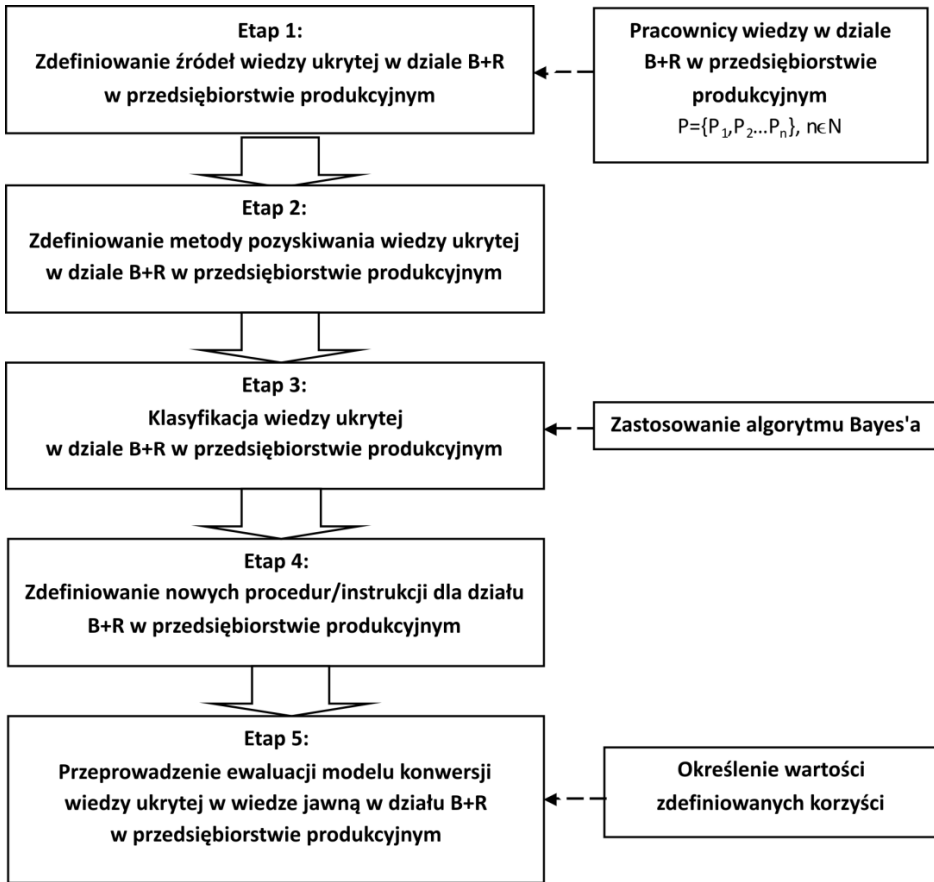 Etap 1:
Zdefiniowanie źródeł wiedzy ukrytej w dziale B+R
w przedsiębiorstwie produkcyjnym
Pracownicy wiedzy w dziale
B+R w przedsiębiorstwie
produkcyjnym
P={P₁,P₂...Pₙ}, nϵN
Etap 2:
Zdefiniowanie metody pozyskiwania wiedzy ukrytej
w dziale B+R w przedsiębiorstwie produkcyjnym
Etap 3:
Klasyfikacja wiedzy ukrytej
w dziale B+R w przedsiębiorstwie produkcyjnym
Zastosowanie algorytmu Bayes'a
Etap 4:
Zdefiniowanie nowych procedur/instrukcji dla działu
B+R w przedsiębiorstwie produkcyjnym
Etap 5:
Przeprowadzenie ewaluacji modelu konwersji
wiedzy ukrytej w wiedze jawną w działu B+R
w przedsiębiorstwie produkcyjnym
Określenie wartości
zdefiniowanych korzyści